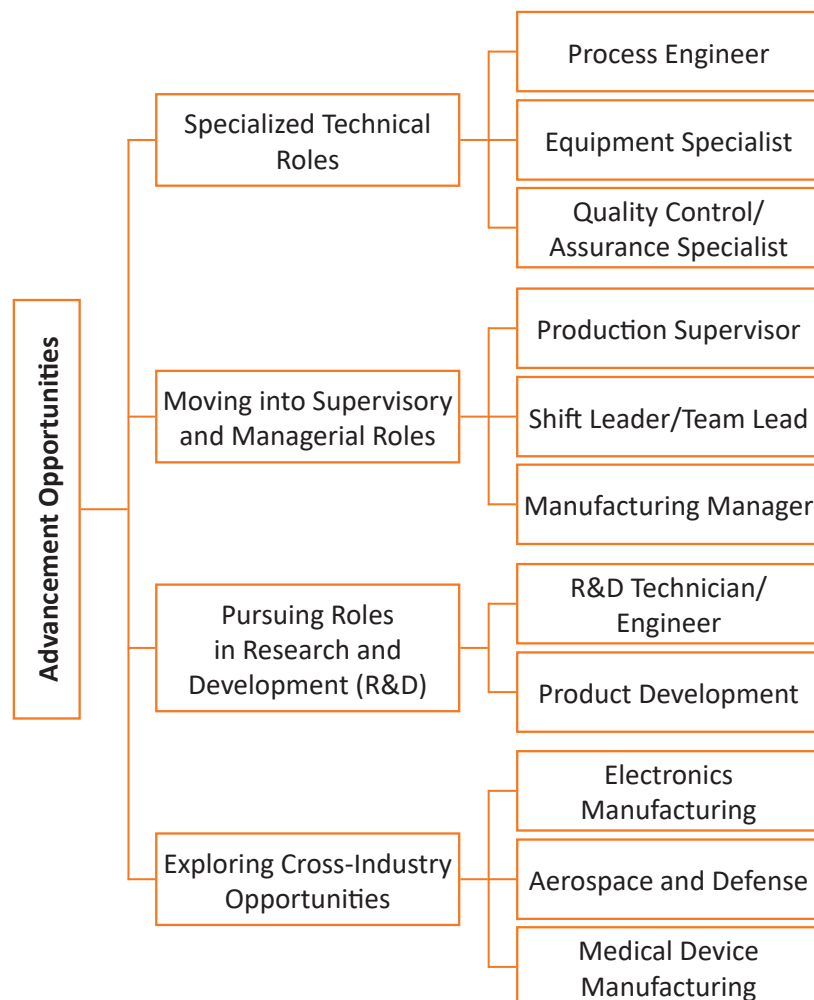 Advancement Opportunities
Specialized Technical
Roles
Process Engineer
Equipment Specialist
Quality Control/
Assurance Specialist
Moving into Supervisory
and Managerial Roles
Production Supervisor
Shift Leader/Team Lead
Manufacturing Manager
Pursuing Roles
in Research and
Development (R&D)
R&D Technician/
Engineer
Product Development
Exploring Cross-Industry
Opportunities
Electronics
Manufacturing
Aerospace and Defense
Medical Device
Manufacturing